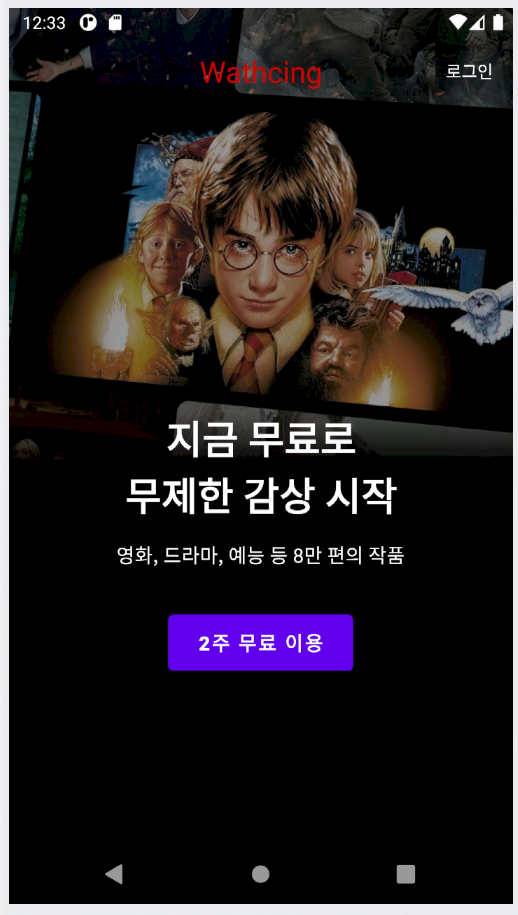 12:33
Wathcing
로그인
지금 무료로
무제한 감상 시작
영화, 드라마, 예능 등 8만 편의 작품
2주 무료 이용